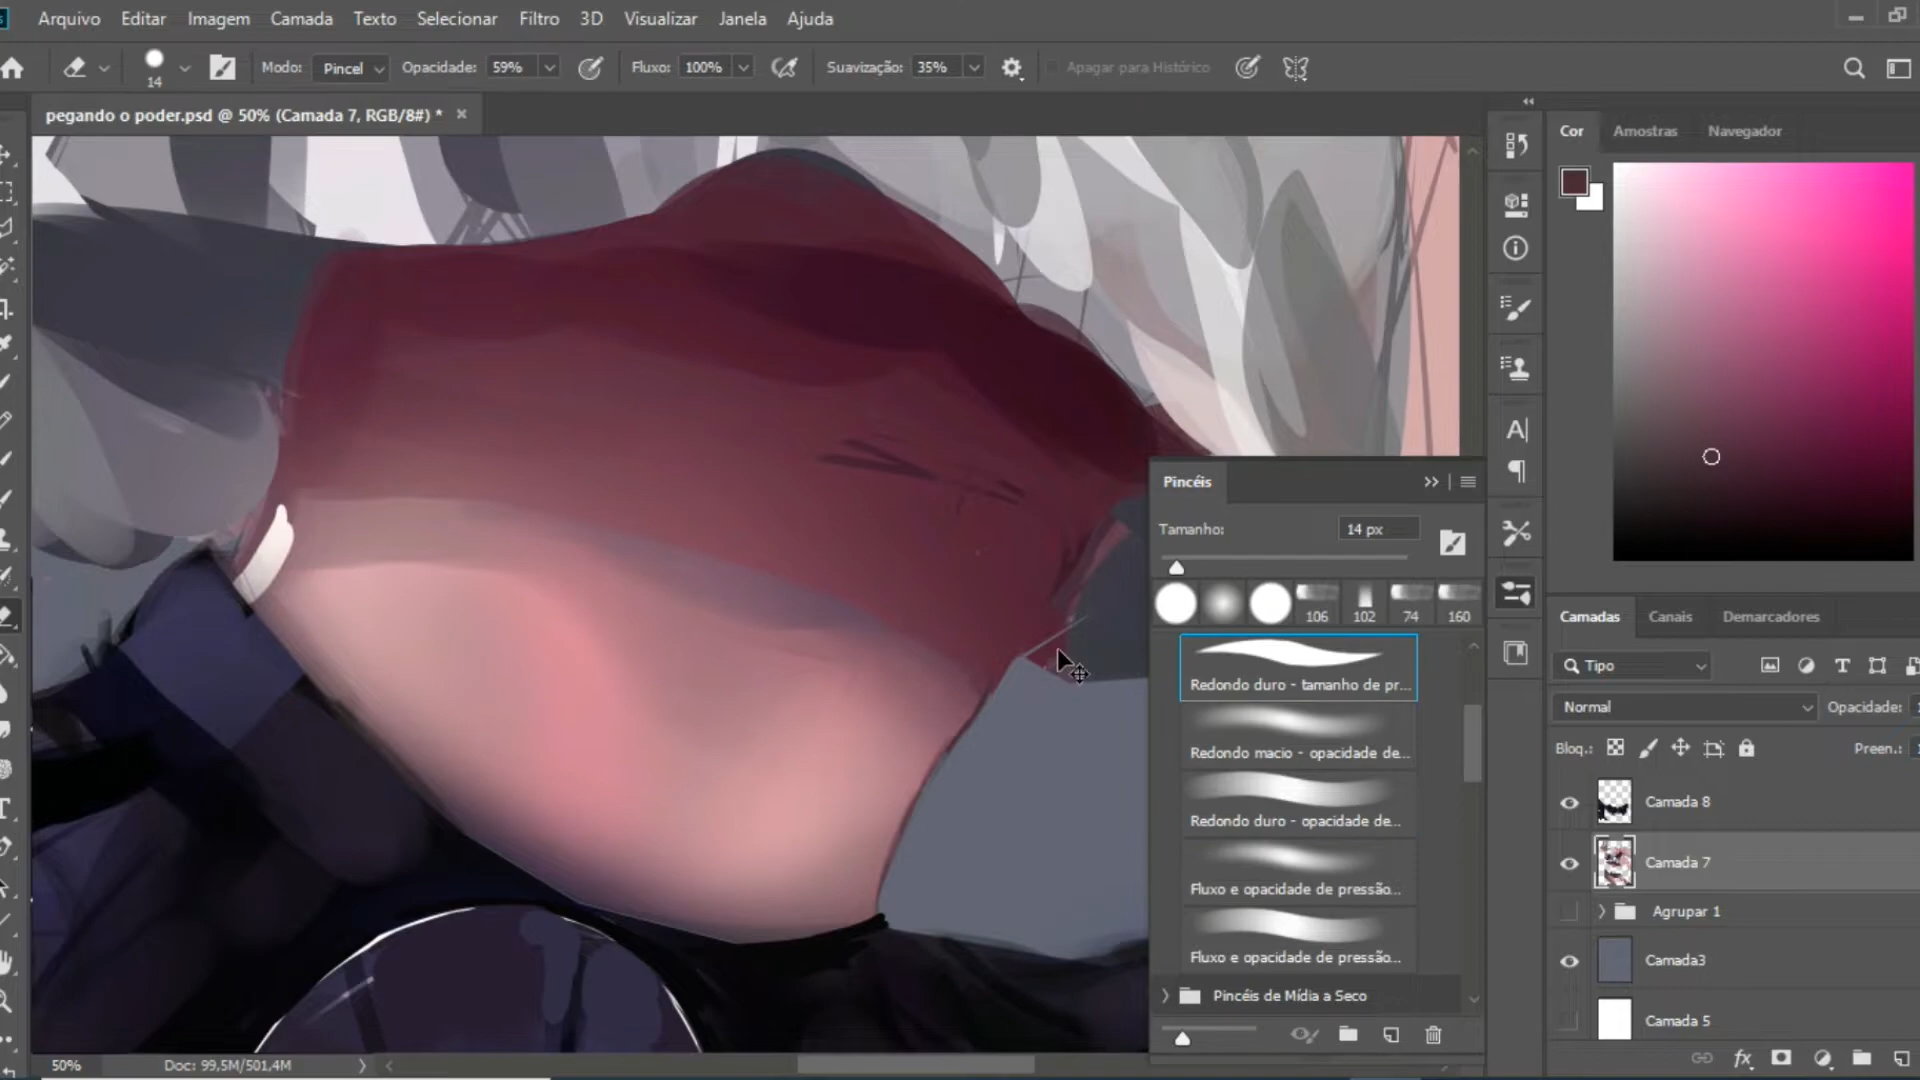 Arquivo Editar Imagem Camada Texto Selecionar Filtro 3D Visualizar Janela Ajuda
14 Modo: Pincel Opacidade: 59% Fluxo: 100% Suavização: 35% Apagar para Histórico
pegando o poder.psd @ 50% (Camada 7, RGB/8#) *
Cor Amostras Navegador
Pincéis
Tamanho: 14 px
106 102 74 160
Redondo duro - tamanho de pr...
Redondo macio - opacidade de...
Redondo duro - opacidade de...
Fluxo e opacidade de pressão...
Fluxo e opacidade de pressão...
Pincéis de Mídia a Seco
Camadas Canais Demarcadores
Tipo
Normal Opacidade: 1
Bloq.: Preen.: 1
Camada 8
Camada 7
Agrupar 1
Camada3
Camada 5
fx
50% Doc: 99,5M/501,4M